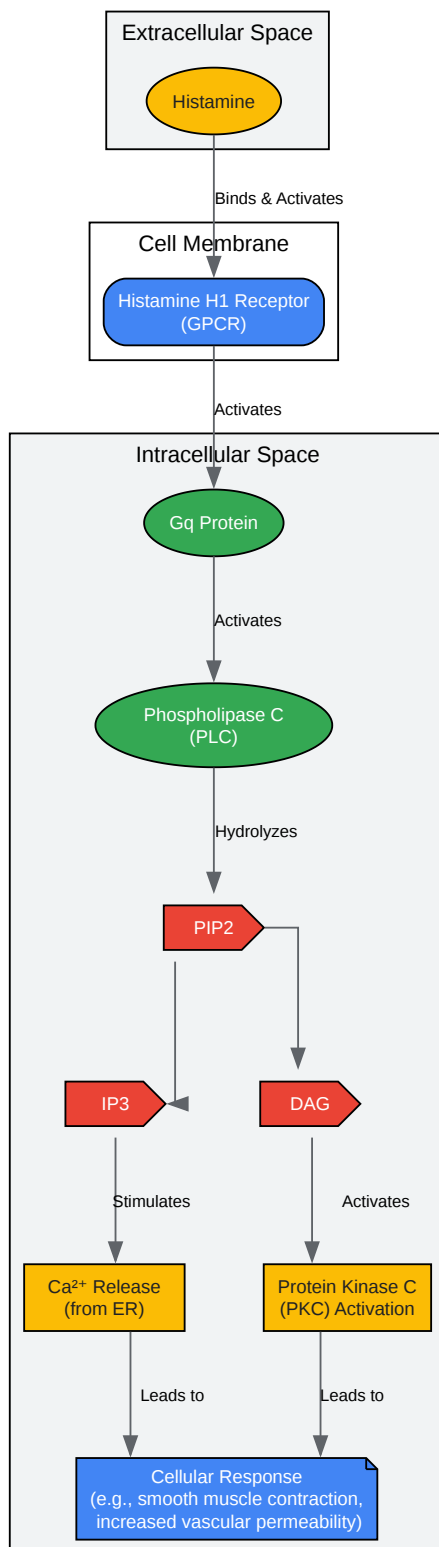 Extracellular Space
Histamine
Binds & Activates
Cell Membrane
Histamine H1 Receptor
(GPCR)
Activates
Intracellular Space
Gq Protein
Activates
Phospholipase C
(PLC)
Hydrolyzes
PIP2
IP3
DAG
Stimulates
Activates
Ca²⁺ Release
(from ER)
Protein Kinase C
(PKC) Activation
Leads to
Leads to
Cellular Response
(e.g., smooth muscle contraction,
increased vascular permeability)